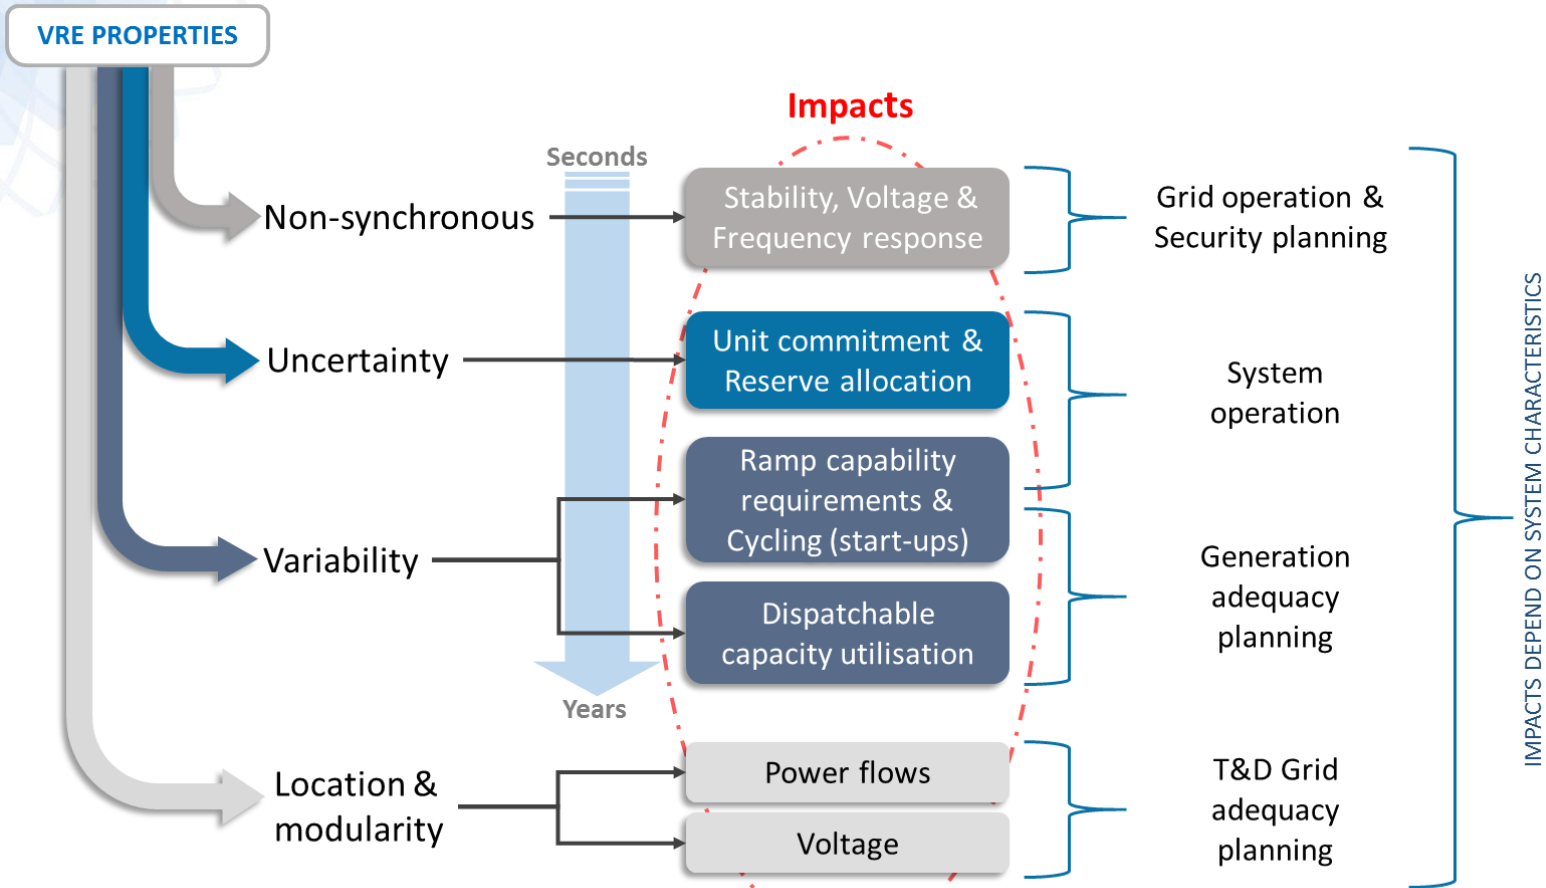 VRE PROPERTIES
Impacts
Seconds
Non-synchronous
Stability, Voltage &
Frequency response
Grid operation &
Security planning
Uncertainty
Unit commitment &
Reserve allocation
System
operation
Variability
Ramp capability
requirements &
Cycling (start-ups)
Dispatchable
capacity utilisation
Generation
adequacy
planning
Years
Location &
modularity
Power flows
Voltage
T&D Grid
adequacy
planning
IMPACTS DEPEND ON SYSTEM CHARACTERISTICS